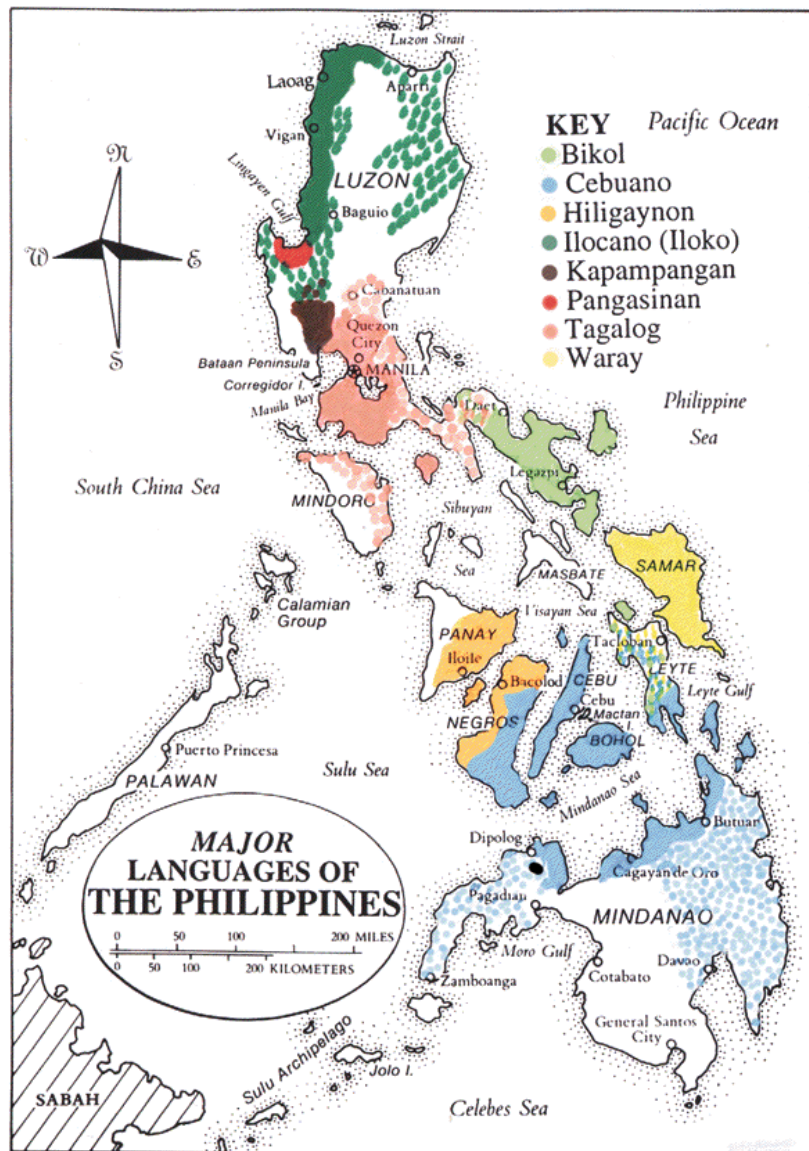 Luzon Strait
Laoag
Aparri
Vigan
Lingayen Gulf
LUZON
Baguio
KEY
Pacific Ocean
Bikol
Cebuano
Hiligaynon
Ilocano (Iloko)
Kapampangan
Pangasinan
Tagalog
Waray
N
W
E
S
Cabanatuan
Quezon
City
Bataan Peninsula
MANILA
Corregidor I.
Manila Bay
Daet
Philippine
Sea
Legazpi
South China Sea
MINDORO
Sibuyan
Sea
MASBATE
SAMAR
Calamian
Group
Visayan Sea
PANAY
Iloilo
Tacloban
LEYTE
Bacolod
CEBU
Cebu
Mactan
I.
Leyte Gulf
NEGROS
BOHOL
Puerto Princesa
PALAWAN
Sulu Sea
Mindanao Sea
Butuan
Dipolog
Cagayan de Oro
Pagadian
MINDANAO
Moro Gulf
Cotabato
Davao
Zamboanga
General Santos
City
MAJOR
LANGUAGES OF
THE PHILIPPINES
0 50 100 200 MILES
0 50 100 200 KILOMETERS
Sulu Archipelago
Jolo I.
SABAH
Celebes Sea